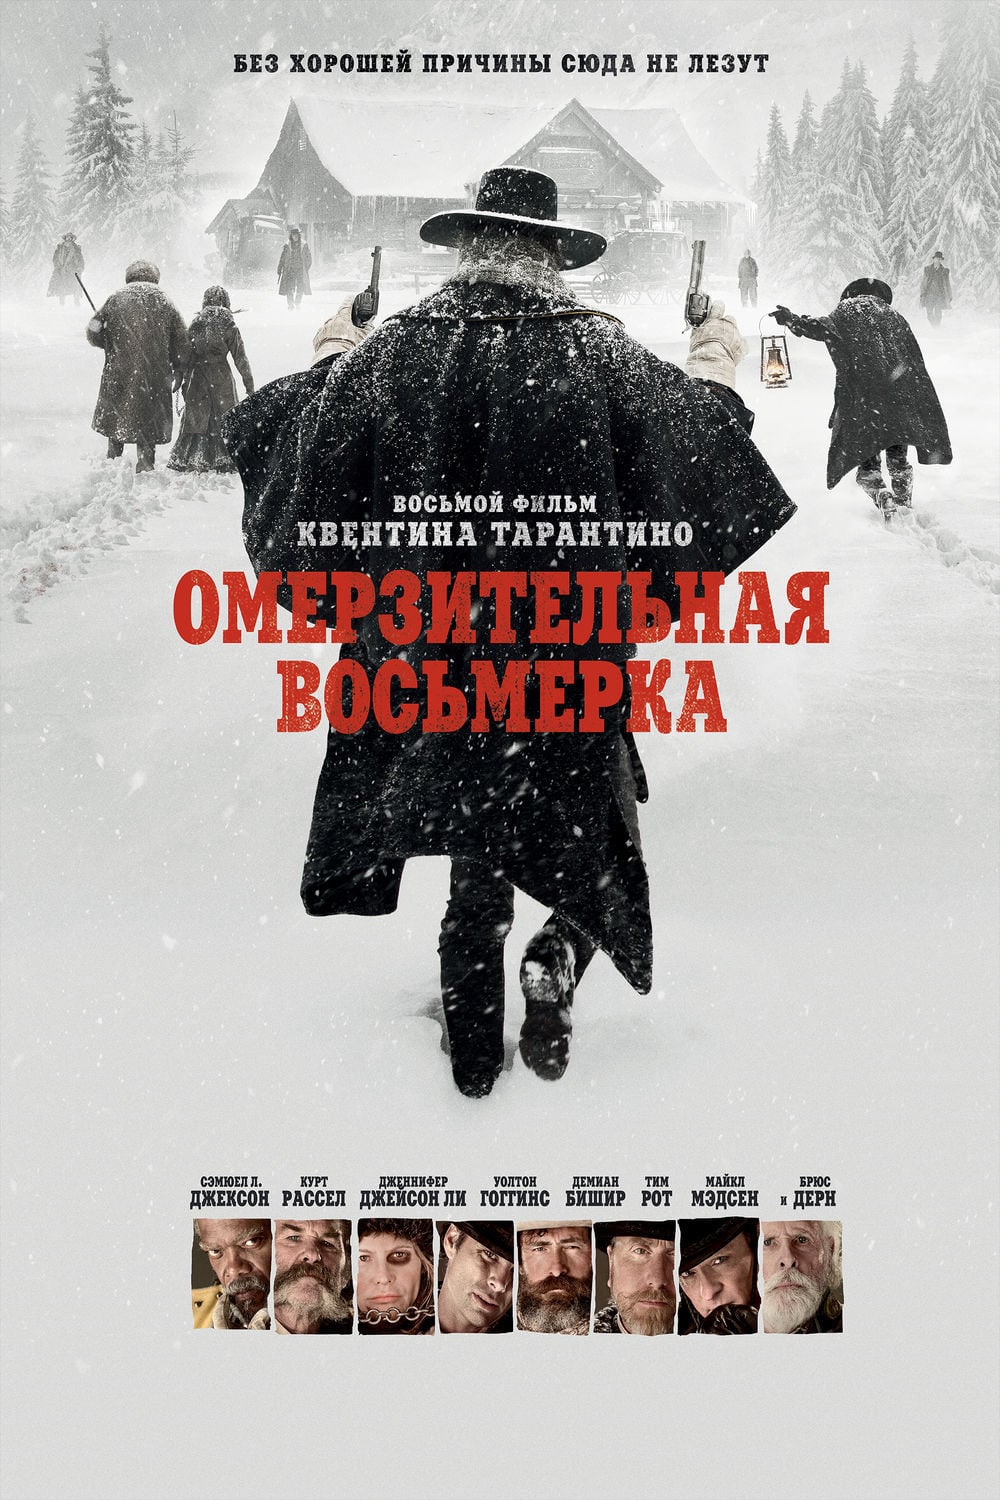 БЕЗ ХОРОШЕЙ ПРИЧИНЫ СЮДА НЕ ЛЕЗУТ
ВОСЬМОЙ ФИЛЬМ
КВЕНТИНА ТАРАНТИНО
ОМЕРЗИТЕЛЬНАЯ
ВОСЬМЕРКА
СЭМЮЕЛ Л. ДЖЕКСОН
КУРТ РАССЕЛ
ДЖЕННИФЕР ДЖЕЙСОН ЛИ
УОЛТОН ГОГГИНС
ДЕМИАН БИШИР
ТИМ РОТ
МАЙКЛ МЭДСЕН
И БРЮС ДЕРН